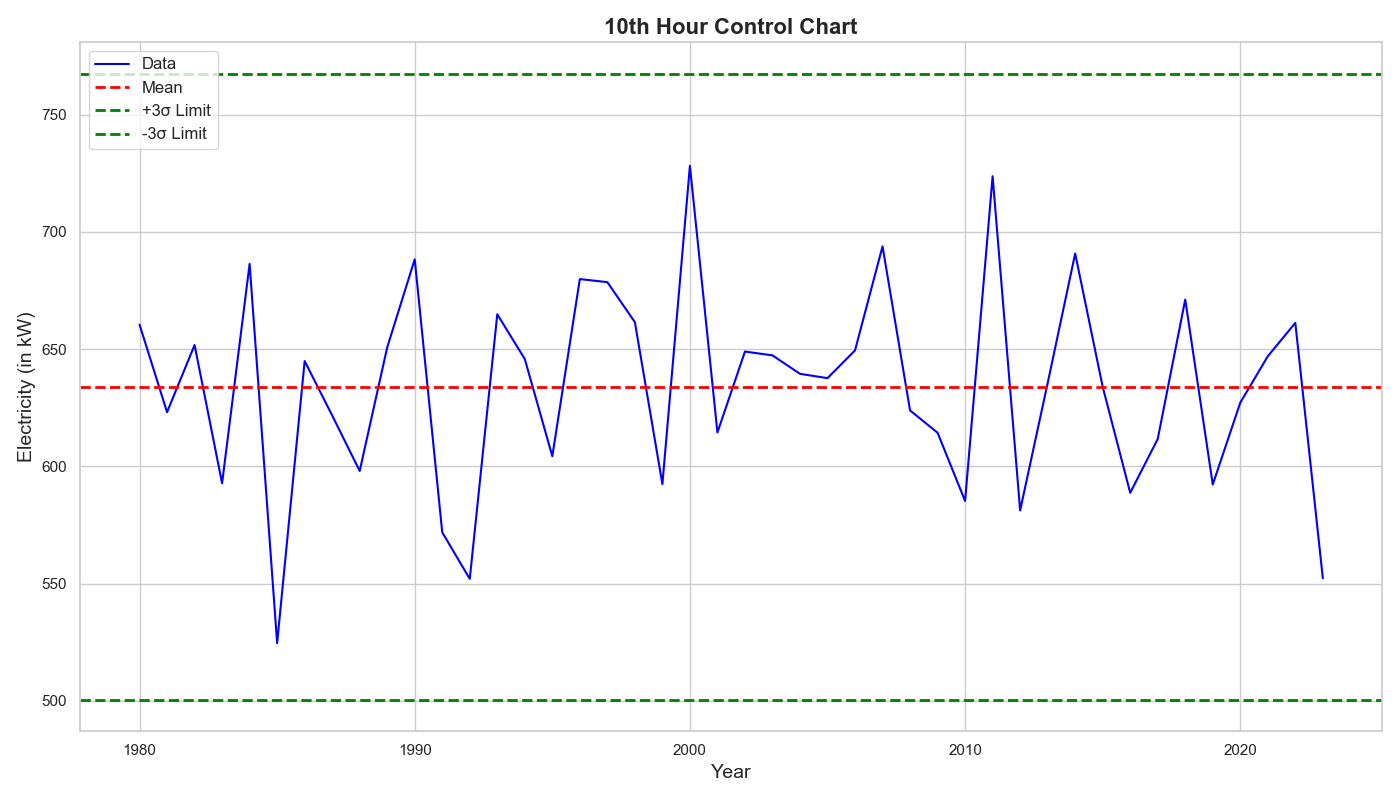 10th Hour Control Chart
Data
Mean
+3σ Limit
-3σ Limit
Electricity (in kW)
750
700
650
600
550
500
1980
1990
2000
2010
2020
Year